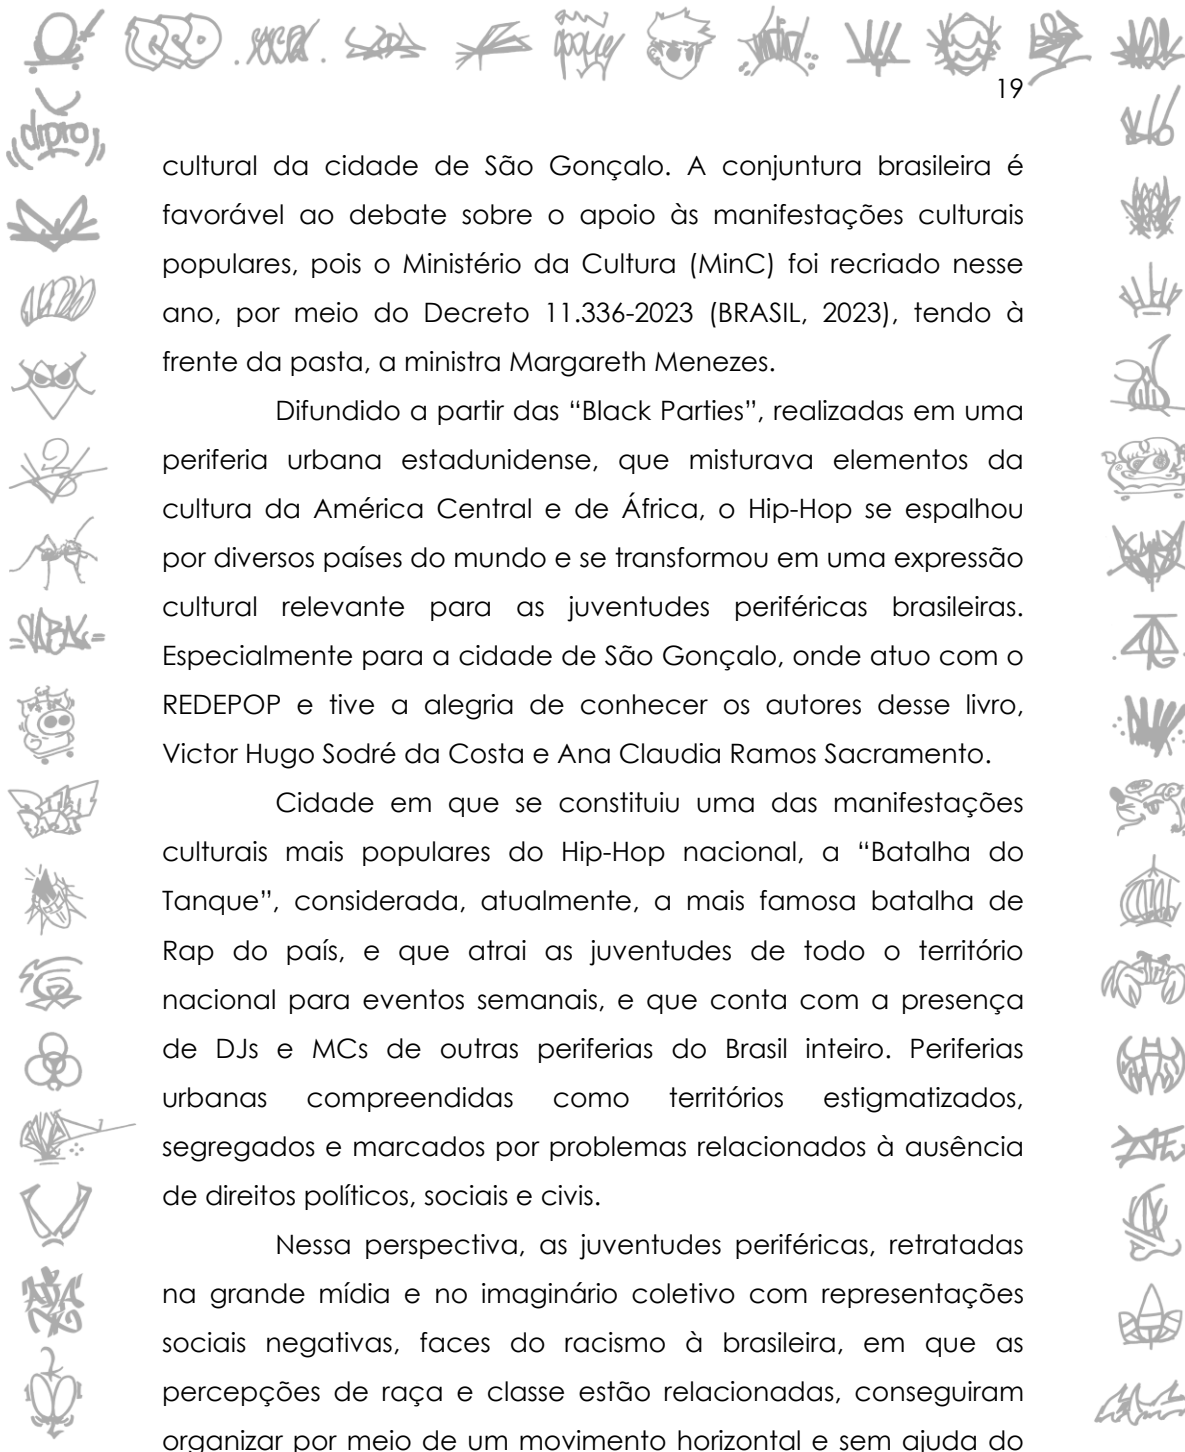 19
drpro
cultural da cidade de São Gonçalo. A conjuntura brasileira é
favorável ao debate sobre o apoio às manifestações culturais
populares, pois o Ministério da Cultura (MinC) foi recriado nesse
ano, por meio do Decreto 11.336-2023 (BRASIL, 2023), tendo à
frente da pasta, a ministra Margareth Menezes.
Difundido a partir das “Black Parties”, realizadas em uma
periferia urbana estadunidense, que misturava elementos da
cultura da América Central e de África, o Hip-Hop se espalhou
por diversos países do mundo e se transformou em uma expressão
cultural relevante para as juventudes periféricas brasileiras.
Especialmente para a cidade de São Gonçalo, onde atuo com o
REDEPOP e tive a alegria de conhecer os autores desse livro,
Victor Hugo Sodré da Costa e Ana Claudia Ramos Sacramento.
Cidade em que se constituiu uma das manifestações
culturais mais populares do Hip-Hop nacional, a “Batalha do
Tanque”, considerada, atualmente, a mais famosa batalha de
Rap do país, e que atrai as juventudes de todo o território
nacional para eventos semanais, e que conta com a presença
de DJs e MCs de outras periferias do Brasil inteiro. Periferias
urbanas compreendidas como territórios estigmatizados,
segregados e marcados por problemas relacionados à ausência
de direitos políticos, sociais e civis.
Nessa perspectiva, as juventudes periféricas, retratadas
na grande mídia e no imaginário coletivo com representações
sociais negativas, faces do racismo à brasileira, em que as
percepções de raça e classe estão relacionadas, conseguiram
organizar por meio de um movimento horizontal e sem ajuda do